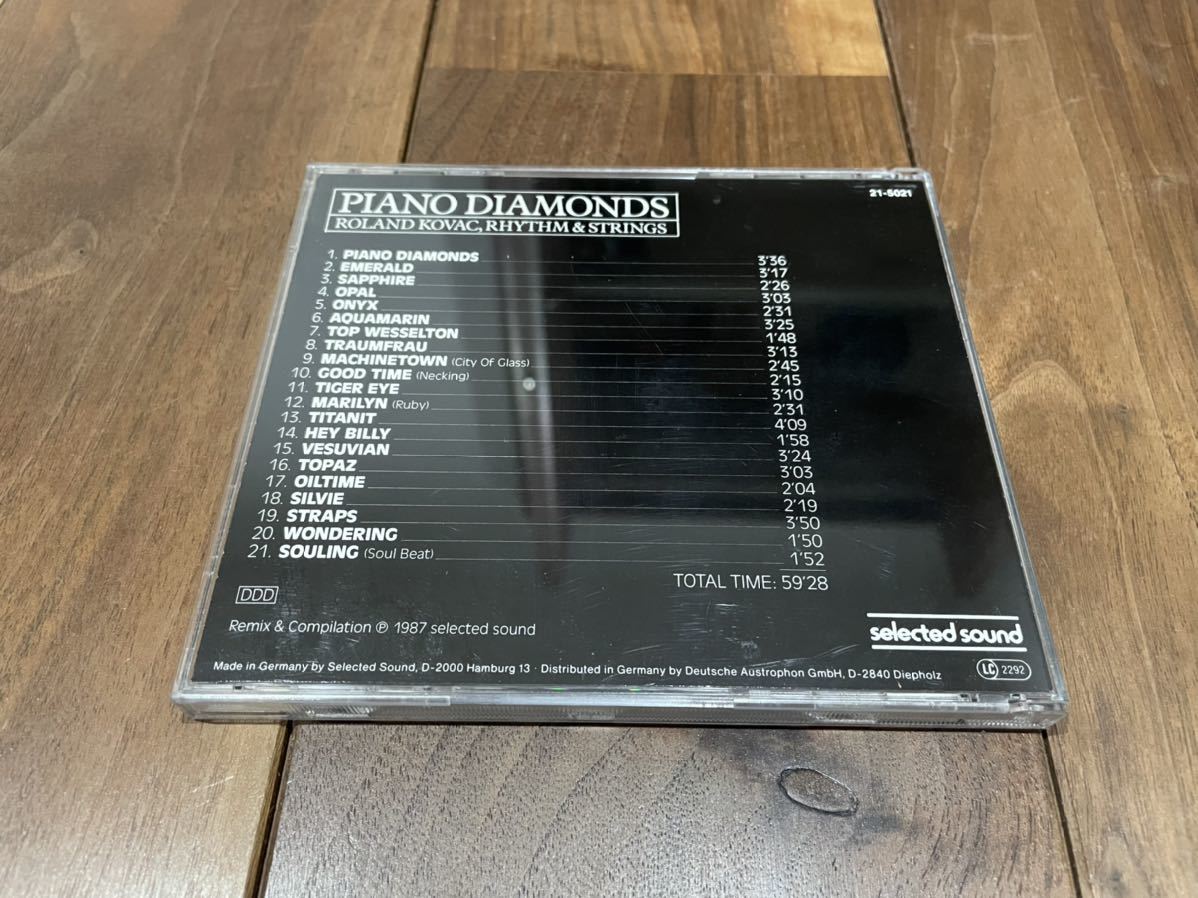 PIANO DIAMONDS
ROLAND KOVAC, RHYTHM & STRINGS
21-5021
1. PIANO DIAMONDS 3'36
2. EMERALD 3'17
3. SAPPHIRE 2'26
4. OPAL 3'03
5. ONYX 2'31
6. AQUAMARIN 3'25
7. TOP WESSELTON 1'48
8. TRAUMFRAU 3'13
9. MACHINETOWN (City Of Glass) 2'45
10. GOOD TIME (Necking) 2'15
11. TIGER EYE 3'10
12. MARILYN (Ruby) 2'31
13. TITANIT 4'09
14. HEY BILLY 1'58
15. VESUVIAN 3'24
16. TOPAZ 3'03
17. OILTIME 2'04
18. SILVIE 2'19
19. STRAPS 3'50
20. WONDERING 1'50
21. SOULING (Soul Beat) 1'52
TOTAL TIME: 59'28
DDD
Remix & Compilation ℗ 1987 selected sound
selected sound
Made in Germany by Selected Sound, D-2000 Hamburg 13 · Distributed in Germany by Deutsche Austrophon GmbH, D-2840 Diepholz
LC 2292